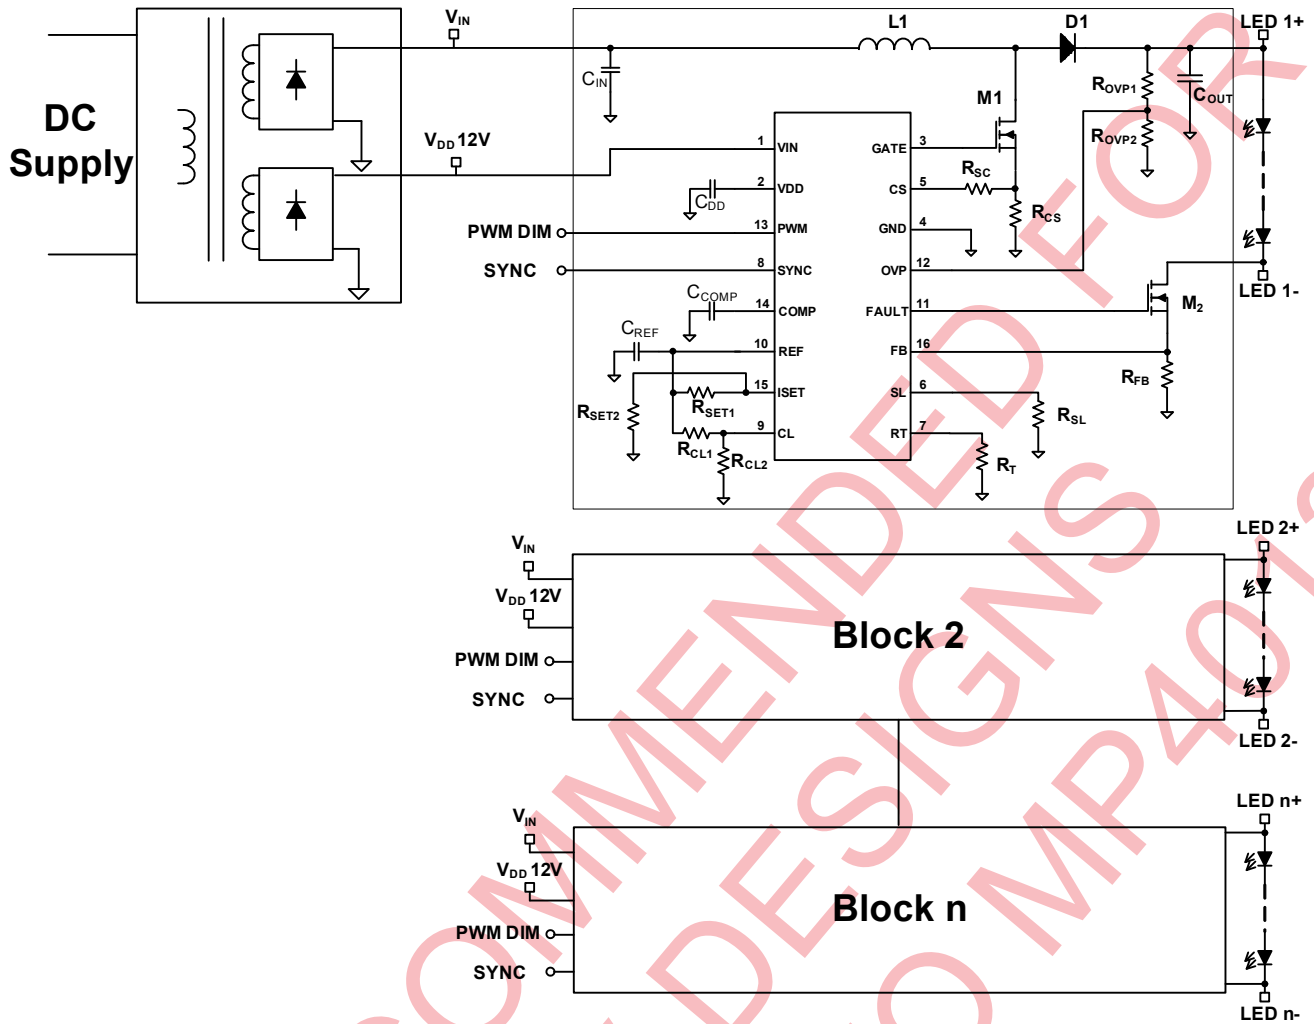 DC
Supply
VIN
VDD 12V
PWM DIM
SYNC
CIN
L1
D1
LED 1+
ROVP1
COUT
ROVP2
M1
1
VIN
GATE
3
RSC
CDD
2
VDD
CS
5
RCS
13
PWM
GND
4
8
SYNC
OVP
12
LED 1-
CCOMP
14
COMP
FAULT
11
M2
CREF
10
REF
FB
16
RFB
RSET2
RSET1
15
ISET
SL
6
RSL
RCL1
RCL2
9
CL
RT
7
RT
VIN
VDD 12V
PWM DIM
SYNC
Block 2
LED 2+
LED 2-
VIN
VDD 12V
PWM DIM
SYNC
Block n
LED n+
LED n-
COMMENDED FOR
DESIGNS
O MP4012